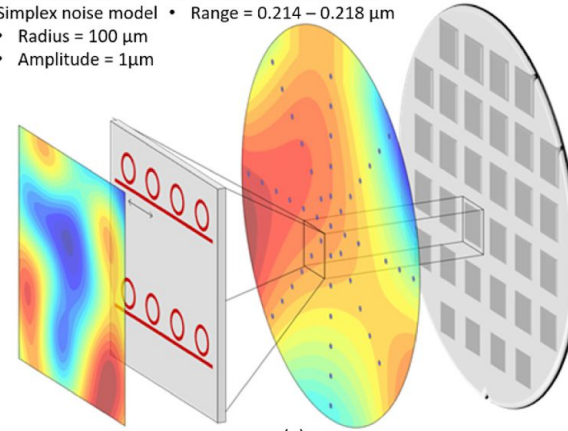 Simplex noise model • Range = 0.214 – 0.218 μm
• Radius = 100 μm
• Amplitude = 1μm